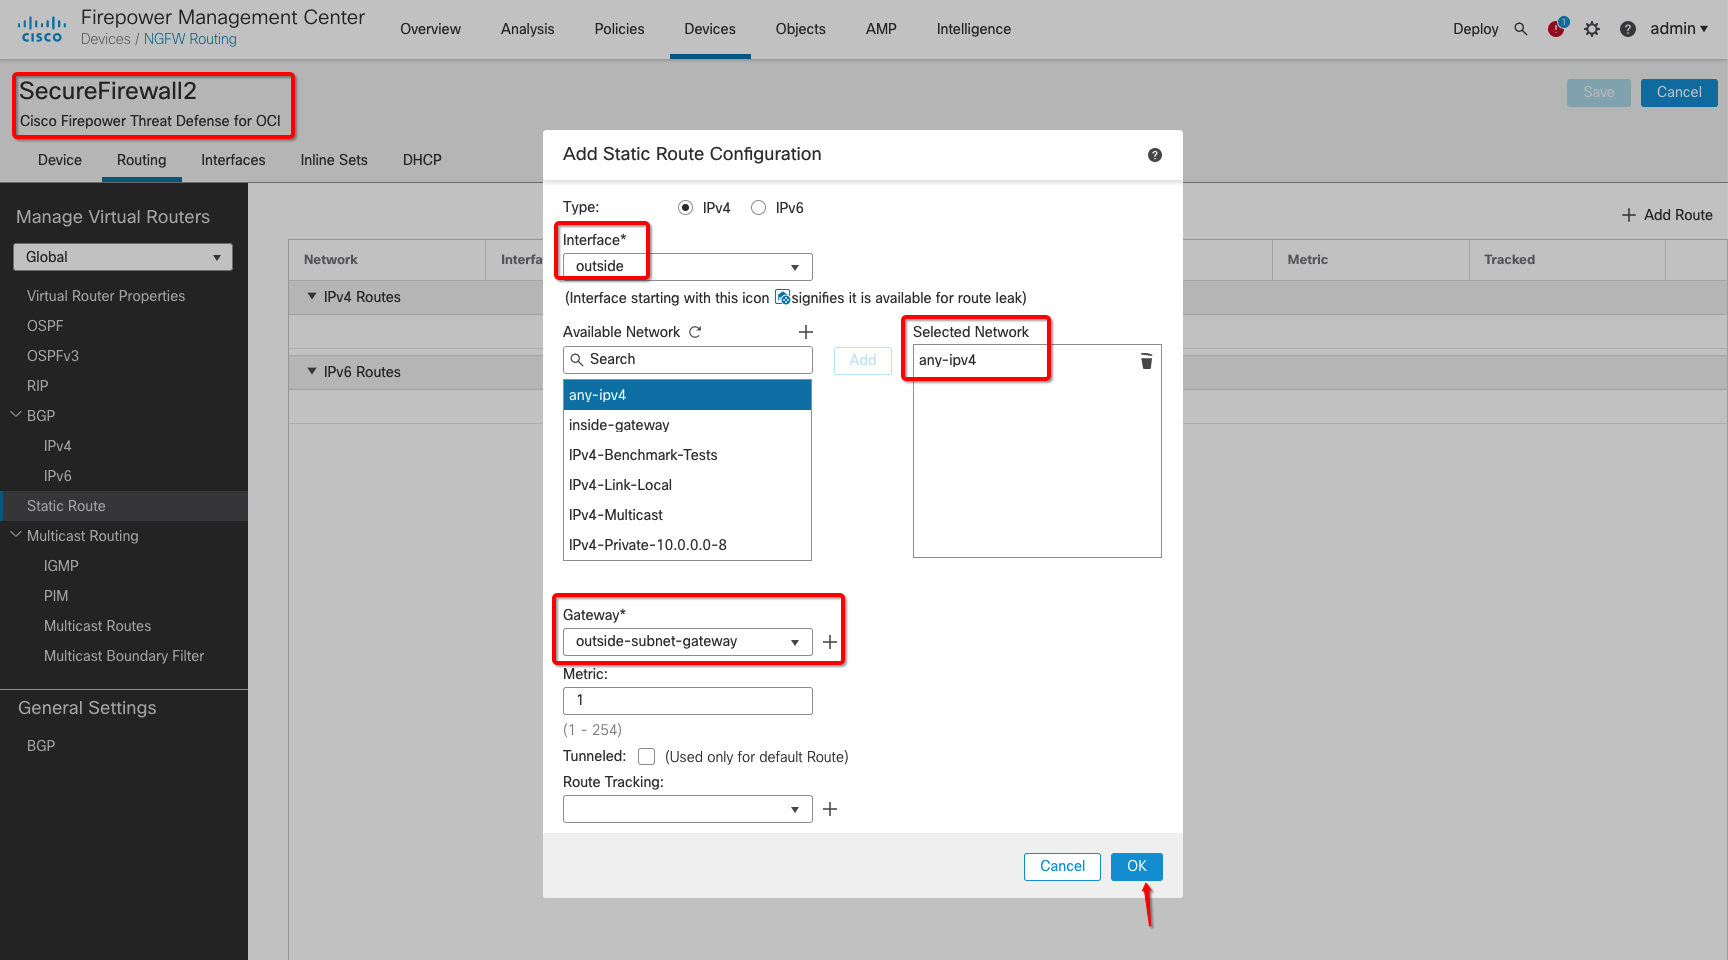 Firepower Management Center
CISCO
Devices / NGFW Routing
Overview
Analysis
Policies
Devices
Objects
AMP
Intelligence
Deploy
1
admin
SecureFirewall2
Cisco Firepower Threat Defense for OCI
Save
Cancel
Device
Routing
Interfaces
Inline Sets
DHCP
Manage Virtual Routers
Global
Virtual Router Properties
OSPF
OSPFv3
RIP
BGP
IPv4
IPv6
Static Route
Multicast Routing
IGMP
PIM
Multicast Routes
Multicast Boundary Filter
General Settings
BGP
+ Add Route
Network
Interfa
Metric
Tracked
IPv4 Routes
IPv6 Routes
Add Static Route Configuration
?
Type:
IPv4
IPv6
Interface*
outside
(Interface starting with this icon signifies it is available for route leak)
Available Network
+
Search
any-ipv4
inside-gateway
IPv4-Benchmark-Tests
IPv4-Link-Local
IPv4-Multicast
IPv4-Private-10.0.0.0-8
Add
Selected Network
any-ipv4
Gateway*
outside-subnet-gateway
+
Metric:
1
(1 - 254)
Tunneled:
(Used only for default Route)
Route Tracking:
+
Cancel
OK